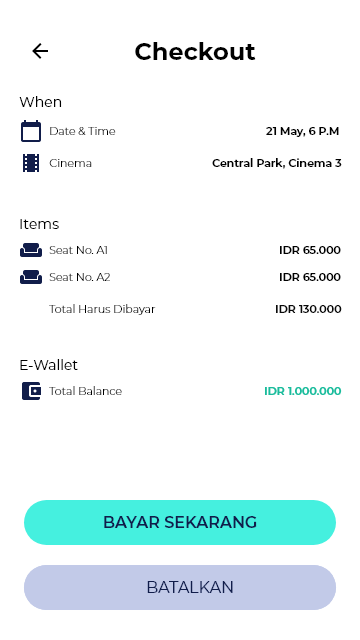 Checkout
When
Date & Time 21 May, 6 P.M
Cinema Central Park, Cinema 3
Items
Seat No. A1 IDR 65.000
Seat No. A2 IDR 65.000
Total Harus Dibayar IDR 130.000
E-Wallet
Total Balance IDR 1.000.000
BAYAR SEKARANG
BATALKAN